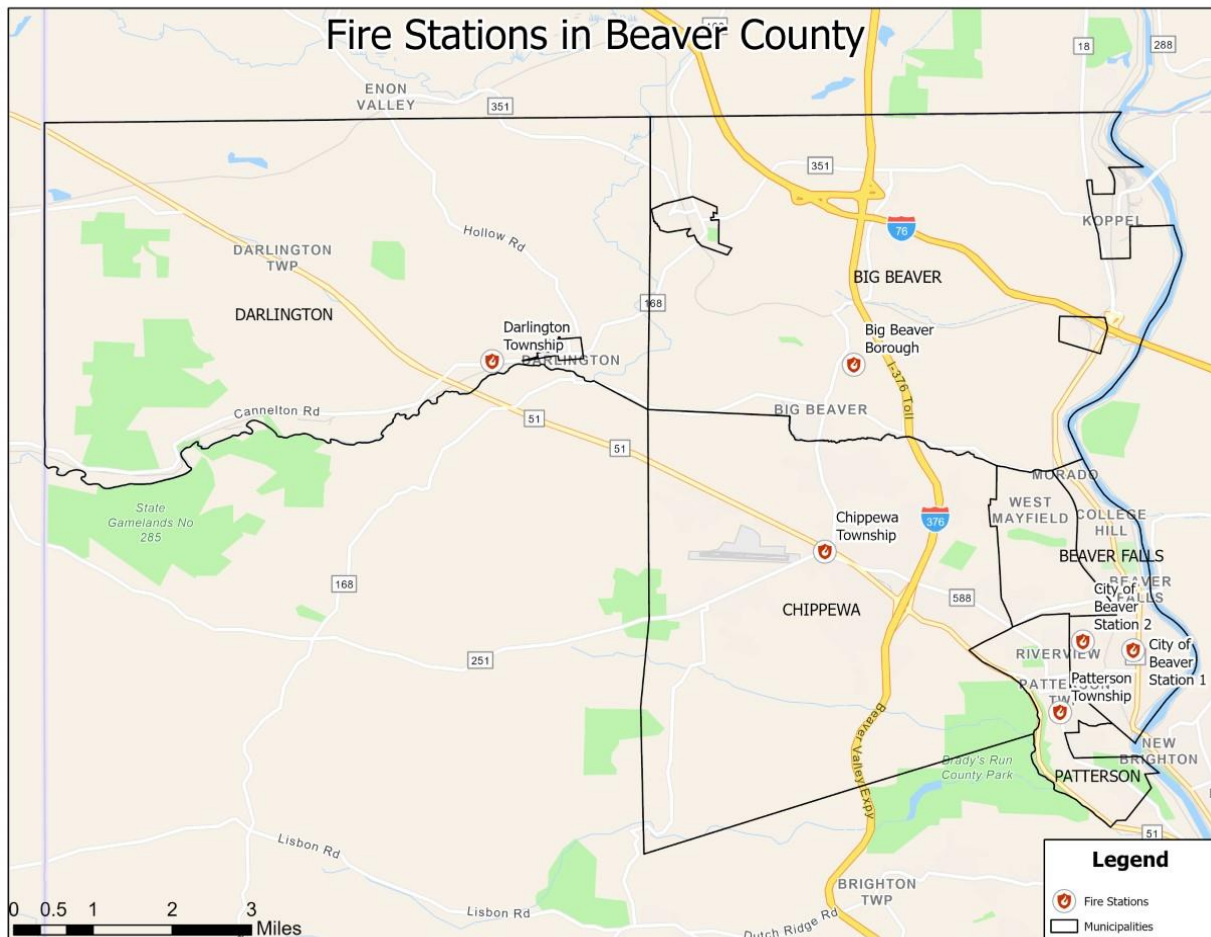 Fire Stations in Beaver County
18
288
ENON
VALLEY
351
351
KOPPEL
Hollow Rd
76
DARLINGTON
TWP
BIG BEAVER
168
DARLINGTON
Darlington
Township
Big Beaver
Borough
DARLINGTON
I-376 Toll
Cannelton Rd
51
BIG BEAVER
51
MORADO
WEST
MAYFIELD
COLLEGE
HILL
State
Gamelands No
285
Chippewa
Township
376
BEAVER FALLS
BEAVER
FALLS
168
CHIPPEWA
588
City of
Beaver
Station 2
RIVERVIEW
City of
Beaver
Station 1
251
PATTERSON
TWP
Patterson
Township
Beaver Valley Expy
NEW
BRIGHTON
Brady's Run
County Park
PATTERSON
51
Lisbon Rd
Lisbon Rd
BRIGHTON
TWP
Dutch Ridge Rd
0 0.5 1 2 3
Miles
Legend
Fire Stations
Municipalities